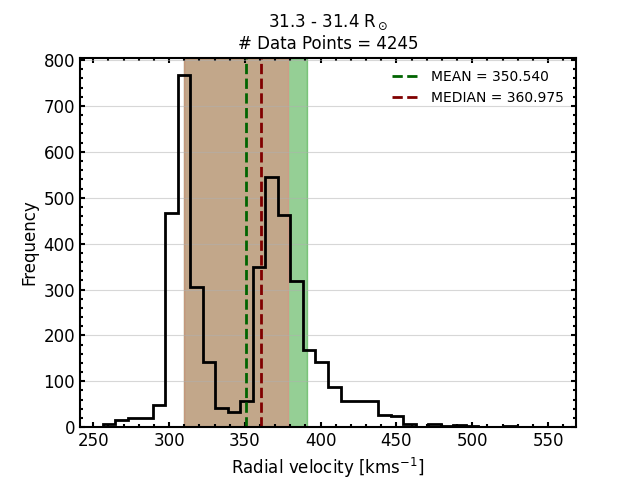 31.3 - 31.4 R⊙
# Data Points = 4245
800
700
600
500
400
300
200
100
0
Frequency
MEAN = 350.540
MEDIAN = 360.975
250 300 350 400 450 500 550
Radial velocity [kms⁻¹]